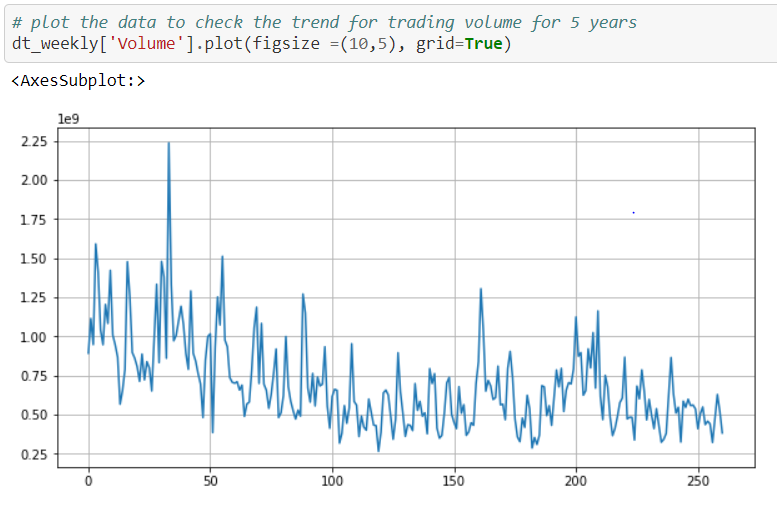 # plot the data to check the trend for trading volume for 5 years
dt_weekly['Volume'].plot(figsize =(10,5), grid=True)
<AxesSubplot:>
1e9
2.25
2.00
1.75
1.50
1.25
1.00
0.75
0.50
0.25
0 50 100 150 200 250